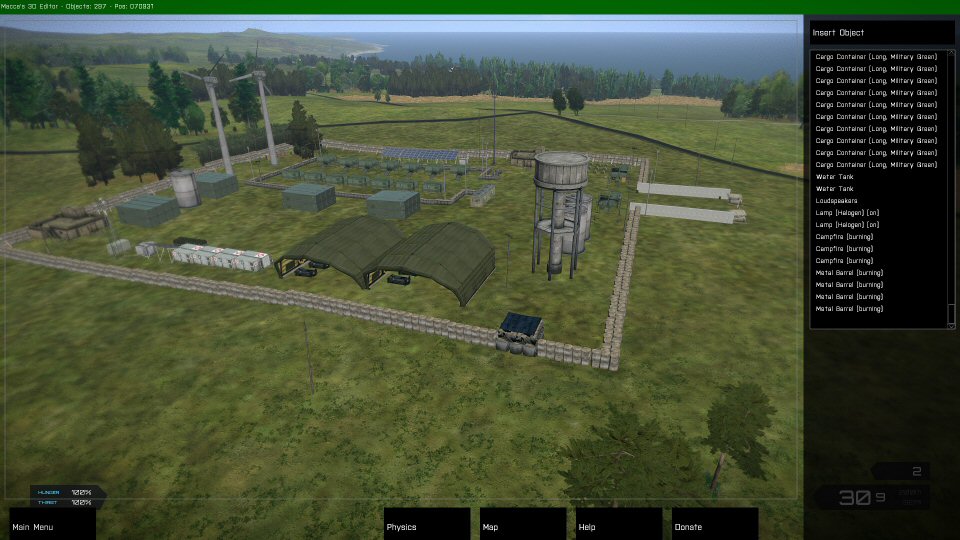 Macca's 3D Editor - Objects: 297 - Pos: 070831
Insert Object
Cargo Container (Long, Military Green)
Cargo Container (Long, Military Green)
Cargo Container (Long, Military Green)
Cargo Container (Long, Military Green)
Cargo Container (Long, Military Green)
Cargo Container (Long, Military Green)
Cargo Container (Long, Military Green)
Cargo Container (Long, Military Green)
Cargo Container (Long, Military Green)
Cargo Container (Long, Military Green)
Water Tank
Water Tank
Loudspeakers
Lamp (Halogen) (on)
Lamp (Halogen) (on)
Campfire (burning)
Campfire (burning)
Campfire (burning)
Metal Barrel (burning)
Metal Barrel (burning)
Metal Barrel (burning)
Metal Barrel (burning)
HUNGER 100%
THIRST 100%
2
30 9
Main Menu
Physics
Map
Help
Donate